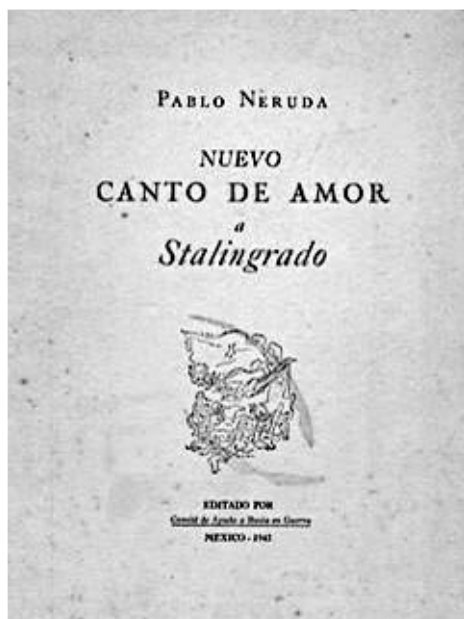 PABLO NERUDA
NUEVO
CANTO DE AMOR
a
Stalingrado
EDITADO POR
Comité de Ayuda a Rusia en Guerra
MEXICO - 1943